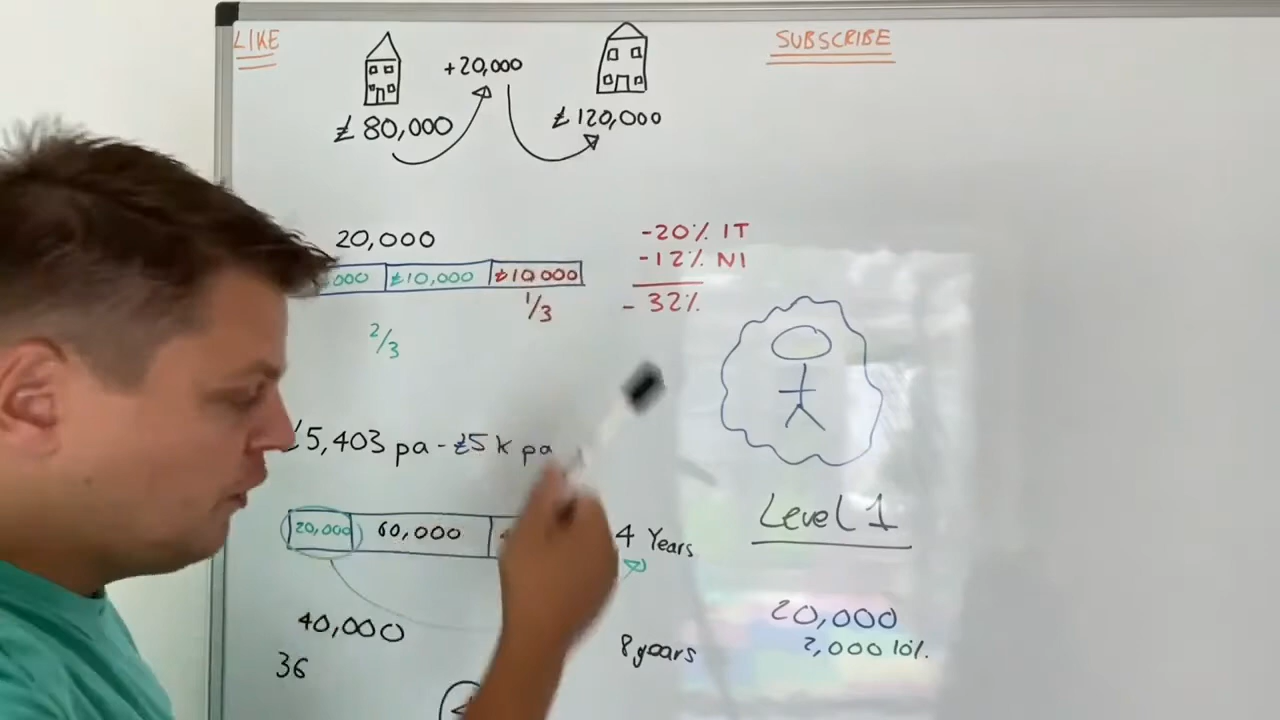 LIKE
SUBSCRIBE
+20,000
£80,000
£120,000
20,000
000 £10,000 £10,000
1/3
2/3
-20% IT
-12% NI
- 32%
£5,403 pa - £5k pa
20,000 60,000
4 Years
Level 1
40,000
20,000
2,000 10%.
36
8 years